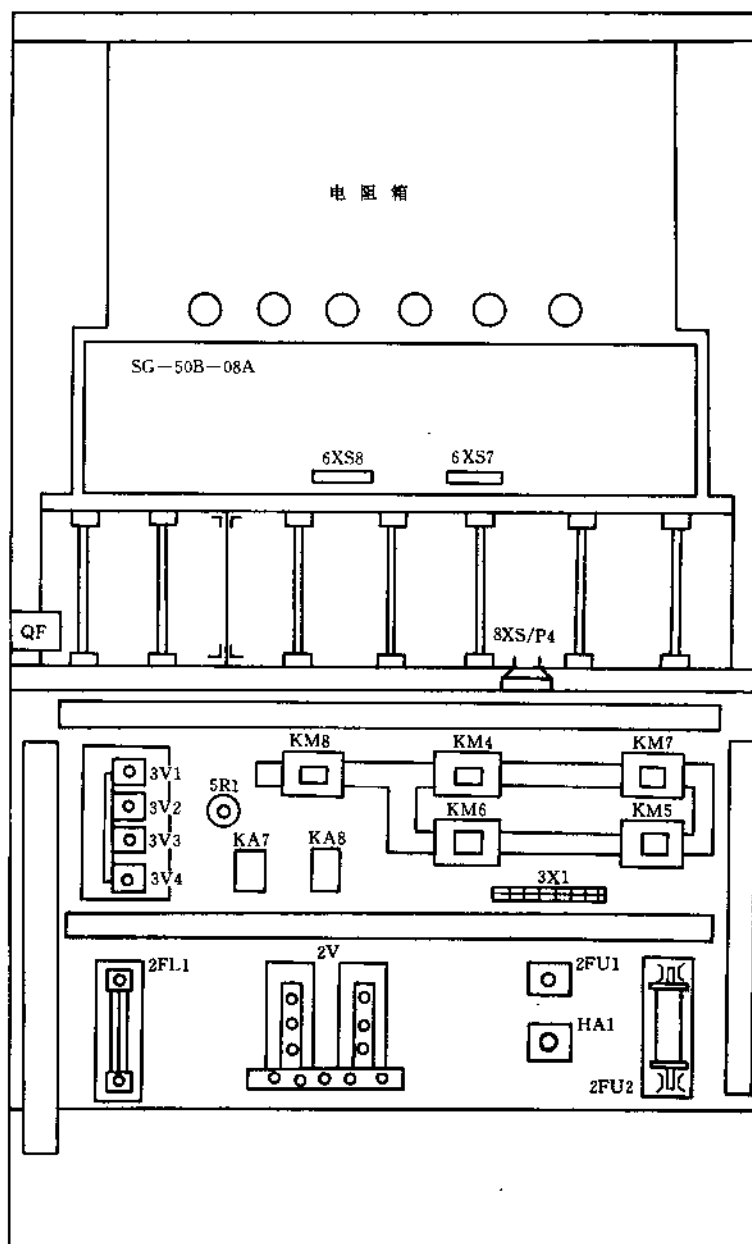 电阻箱
SG-50B-08A
6XS8
6XS7
QF
8XS/P4
KM8
KM4
KM7
3V1
5R1
3V2
KM6
KM5
3V3
KA7
KA8
3V4
3X1
2FL1
2V
2FU1
HA1
2FU2